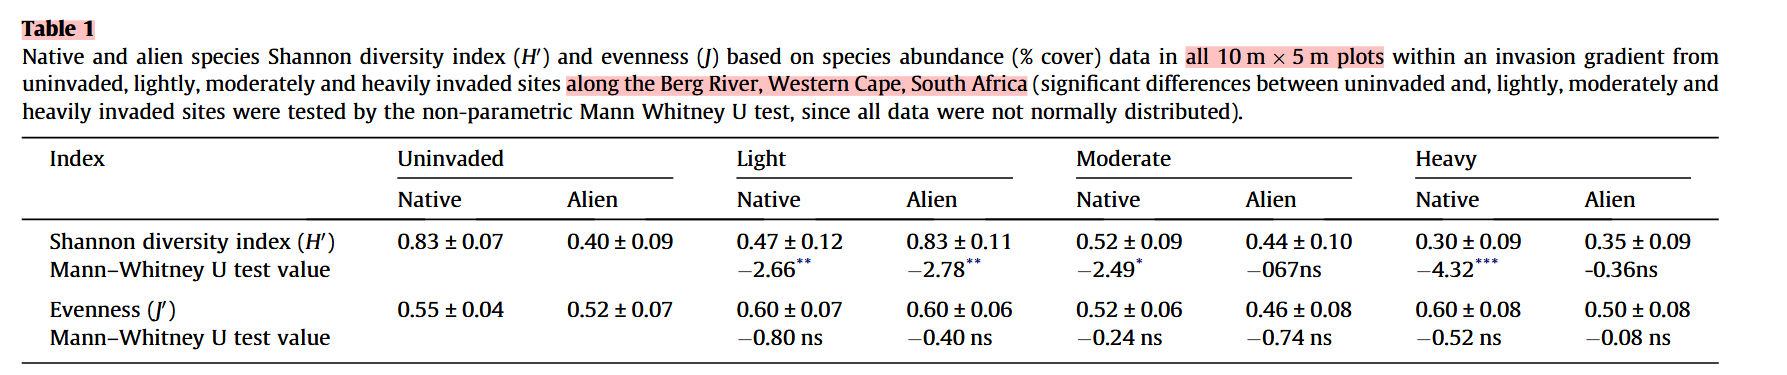 Table 1
Native and alien species Shannon diversity index (H′) and evenness (J) based on species abundance (% cover) data in all 10 m × 5 m plots within an invasion gradient from
uninvaded, lightly, moderately and heavily invaded sites along the Berg River, Western Cape, South Africa (significant differences between uninvaded and, lightly, moderately and
heavily invaded sites were tested by the non-parametric Mann Whitney U test, since all data were not normally distributed).
Index Uninvaded Light Moderate Heavy
Native Alien Native Alien Native Alien Native Alien
Shannon diversity index (H′) 0.83 ± 0.07 0.40 ± 0.09 0.47 ± 0.12 0.83 ± 0.11 0.52 ± 0.09 0.44 ± 0.10 0.30 ± 0.09 0.35 ± 0.09
Mann–Whitney U test value −2.66** −2.78** −2.49* −067ns −4.32*** -0.36ns
Evenness (J′) 0.55 ± 0.04 0.52 ± 0.07 0.60 ± 0.07 0.60 ± 0.06 0.52 ± 0.06 0.46 ± 0.08 0.60 ± 0.08 0.50 ± 0.08
Mann–Whitney U test value −0.80 ns −0.40 ns −0.24 ns −0.74 ns −0.52 ns −0.08 ns